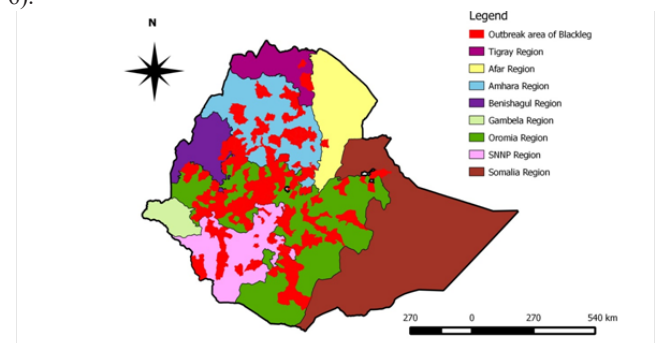 6).
N
Legend
Outbreak area of Blackleg
Tigray Region
Afar Region
Amhara Region
Benishagul Region
Gambela Region
Oromia Region
SNNP Region
Somalia Region
270 0 270 540 km